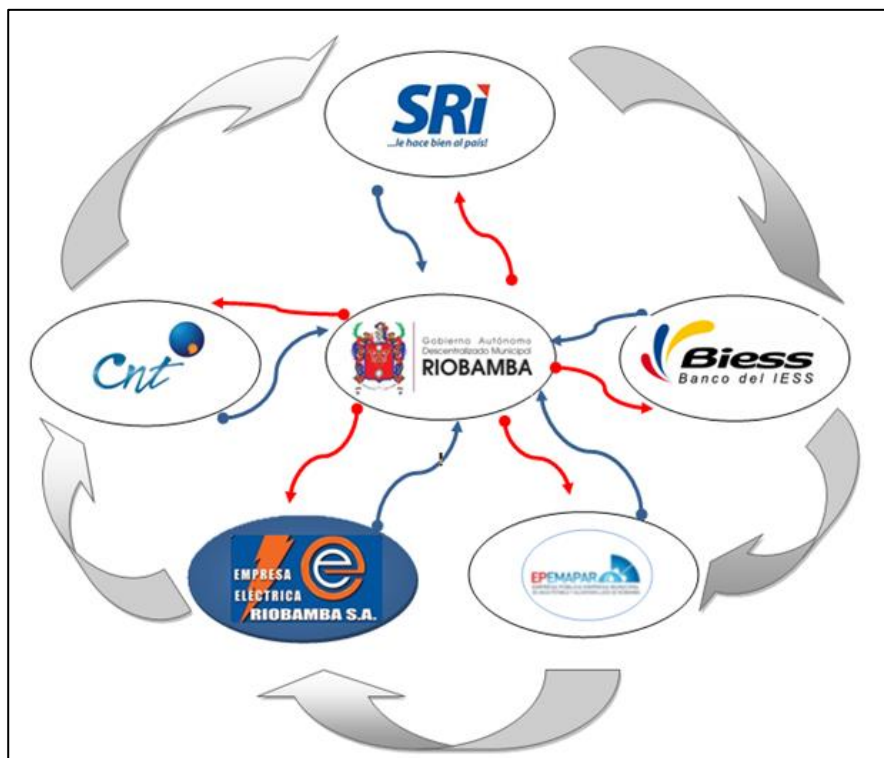 SRi
...le hace bien al país!
Cnt
Gobierno Autónomo
Descentralizado Municipal
RIOBAMBA
Biess
Banco del IESS
EMPRESA
ELÉCTRICA
RIOBAMBA S.A.
EPEMAPAR